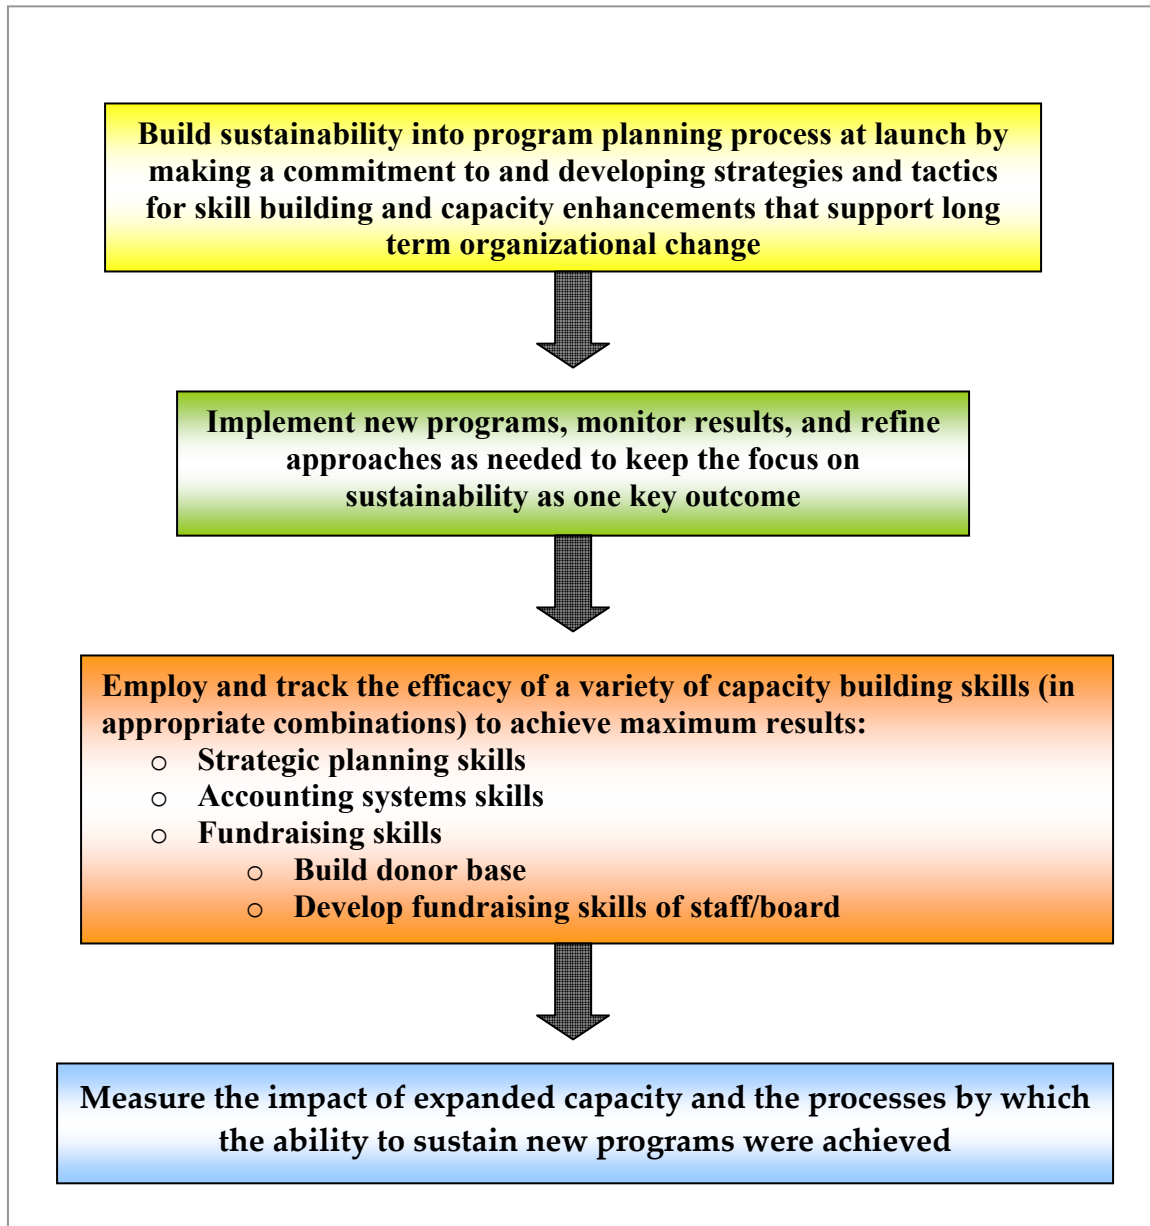 Build sustainability into program planning process at launch by
making a commitment to and developing strategies and tactics
for skill building and capacity enhancements that support long
term organizational change
Implement new programs, monitor results, and refine
approaches as needed to keep the focus on
sustainability as one key outcome
Employ and track the efficacy of a variety of capacity building skills (in
appropriate combinations) to achieve maximum results:
o Strategic planning skills
o Accounting systems skills
o Fundraising skills
o Build donor base
o Develop fundraising skills of staff/board
Measure the impact of expanded capacity and the processes by which
the ability to sustain new programs were achieved